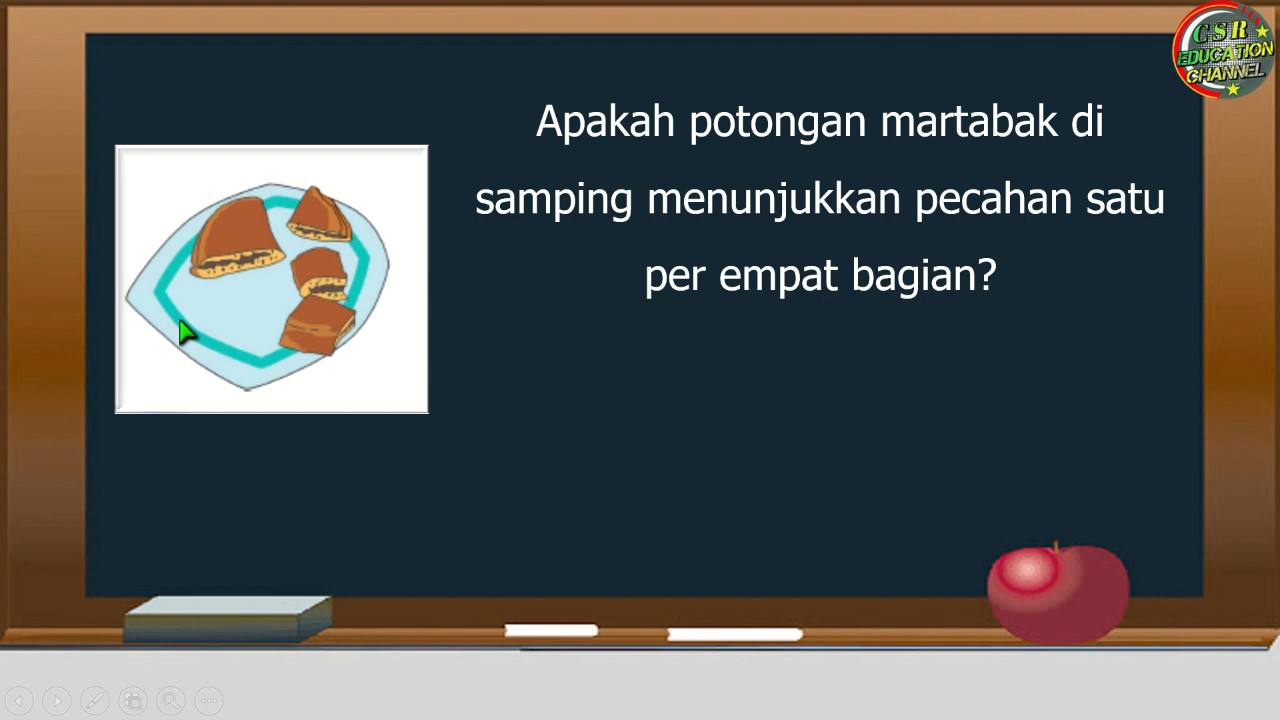 CSR
EDUCATION
CHANNEL
Apakah potongan martabak di
samping menunjukkan pecahan satu
per empat bagian?